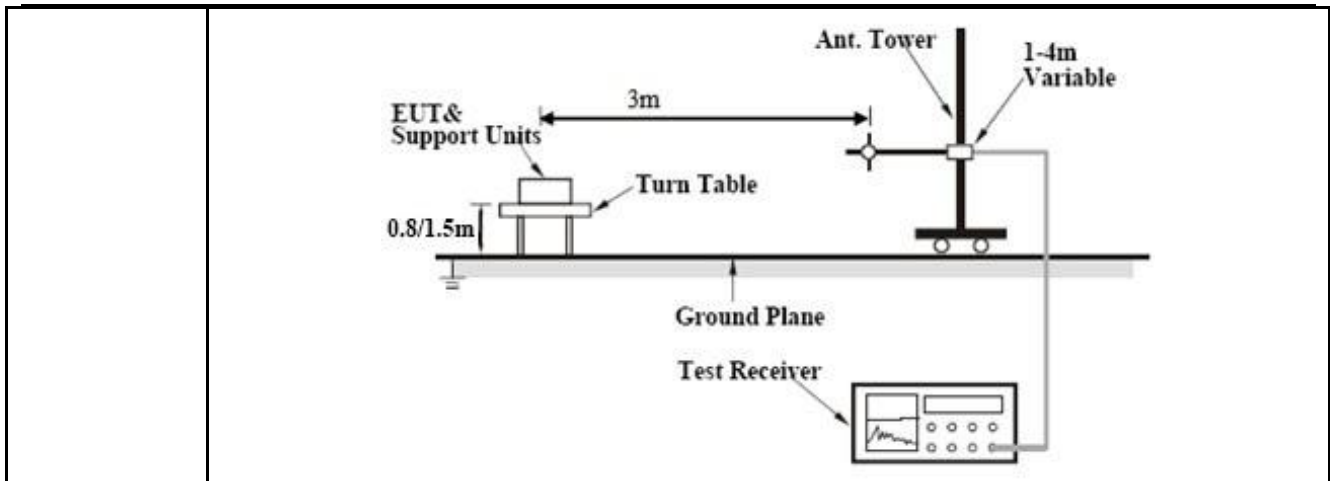 Ant. Tower
1-4m
Variable
3m
EUT&
Support Units
Turn Table
0.8/1.5m
Ground Plane
Test Receiver